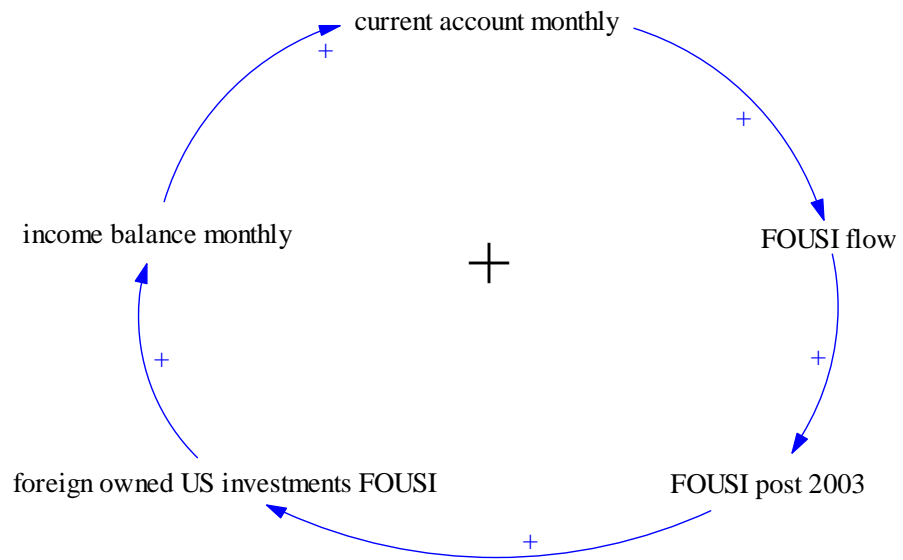 current account monthly
+
+
income balance monthly
FOUSI flow
+
+
+
foreign owned US investments FOUSI
FOUSI post 2003
+